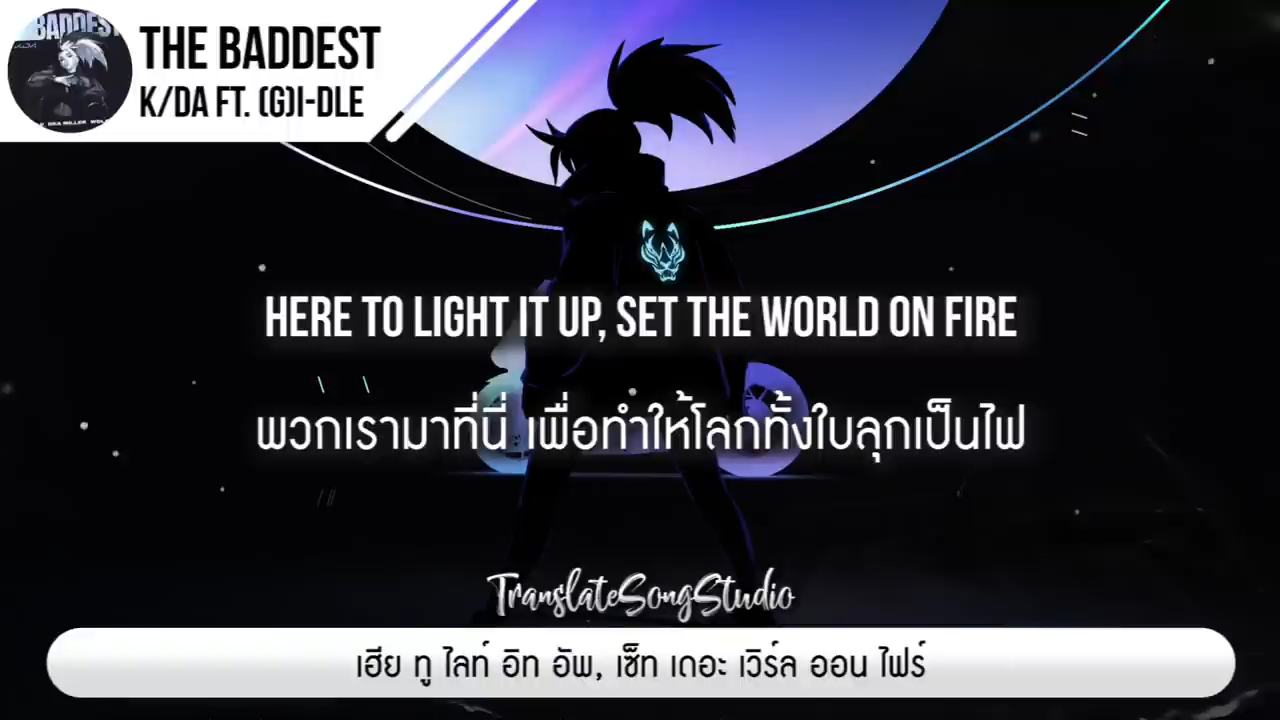 BADDEST
THE BADDEST
K/DA FT. (G)I-DLE
HERE TO LIGHT IT UP, SET THE WORLD ON FIRE
พวกเรามาที่นี่ เพื่อทำให้โลกทั้งใบลุกเป็นไฟ
TranslateSongStudio
เฮีย ทู ไลท์ อิท อัพ, เซ็ท เดอะ เวิร์ล ออน ไฟร์